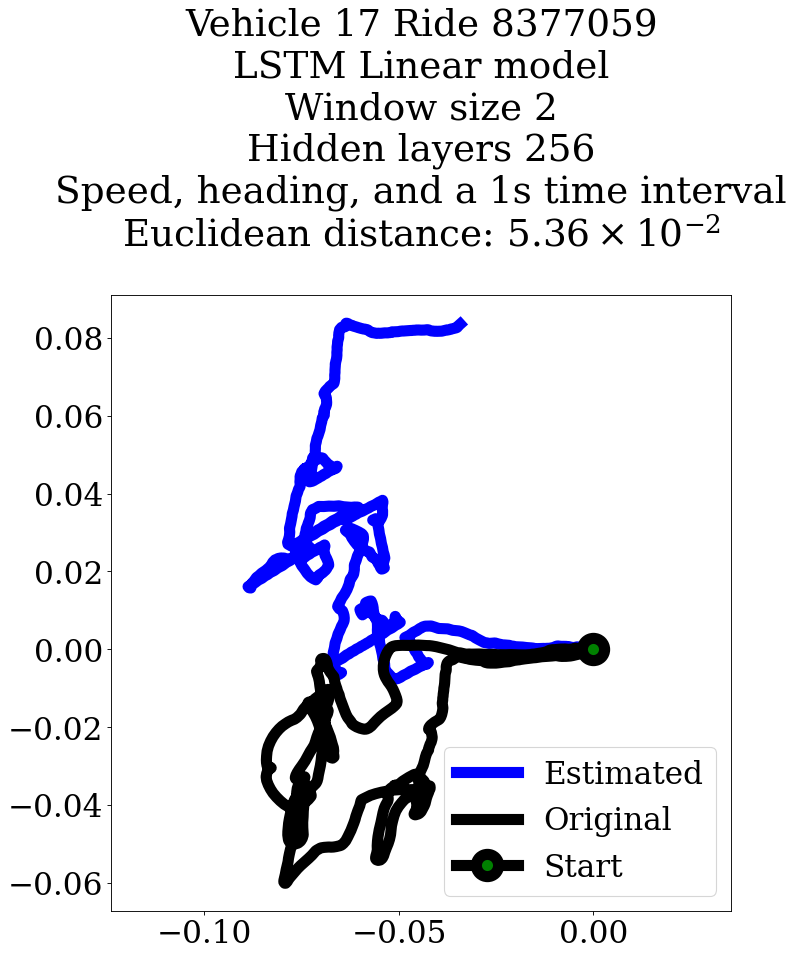 Vehicle 17 Ride 8377059
LSTM Linear model
Window size 2
Hidden layers 256
Speed, heading, and a 1s time interval
Euclidean distance: 5.36 × 10⁻²
0.08
0.06
0.04
0.02
0.00
−0.02
−0.04
−0.06
Estimated
Original
Start
−0.10
−0.05
0.00